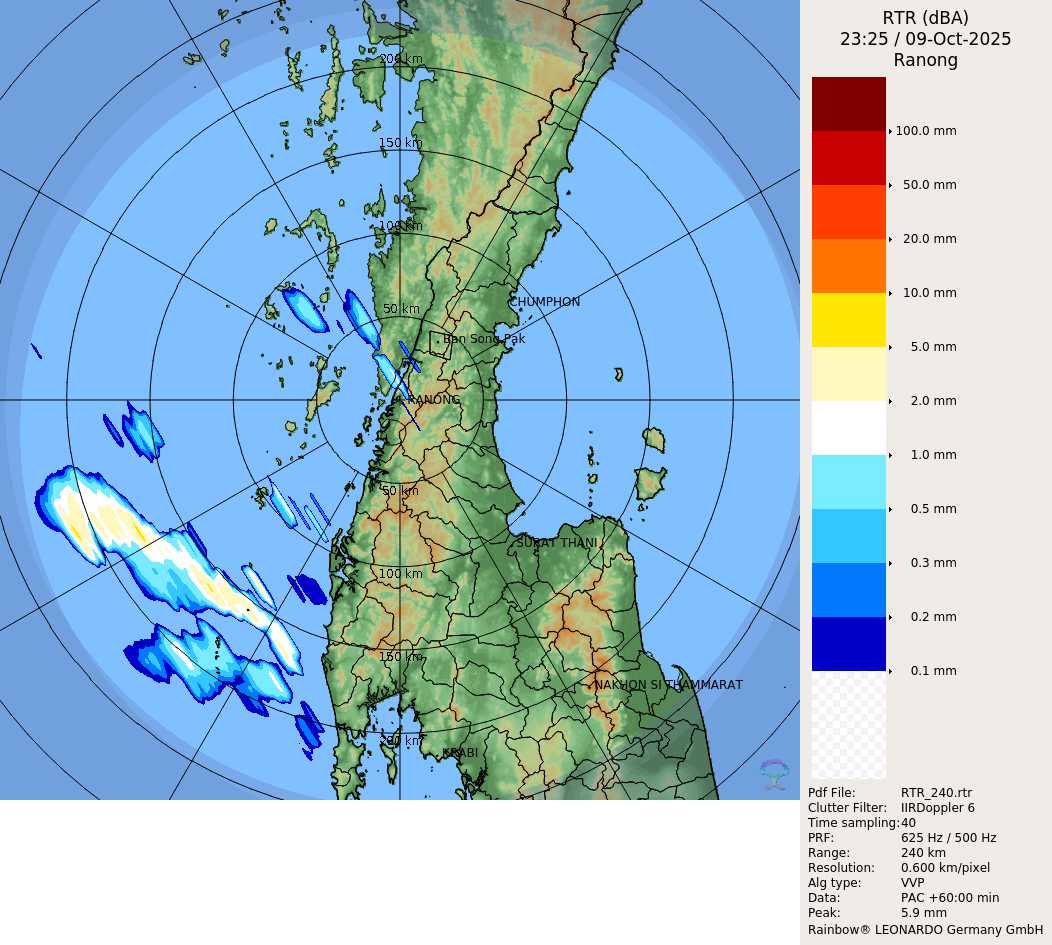 RTR (dBA)
23:25 / 09-Oct-2025
Ranong
200 km
150 km
100 km
50 km
CHUMPHON
Ban Song Pak
RANONG
50 km
SURAT THANI
100 km
150 km
NAKHON SI THAMMARAT
200 km
KRABI
100.0 mm
50.0 mm
20.0 mm
10.0 mm
5.0 mm
2.0 mm
1.0 mm
0.5 mm
0.3 mm
0.2 mm
0.1 mm
Pdf File: RTR_240.rtr
Clutter Filter: IIRDoppler 6
Time sampling:40
PRF: 625 Hz / 500 Hz
Range: 240 km
Resolution: 0.600 km/pixel
Alg type: VVP
Data: PAC +60:00 min
Peak: 5.9 mm
Rainbow® LEONARDO Germany GmbH